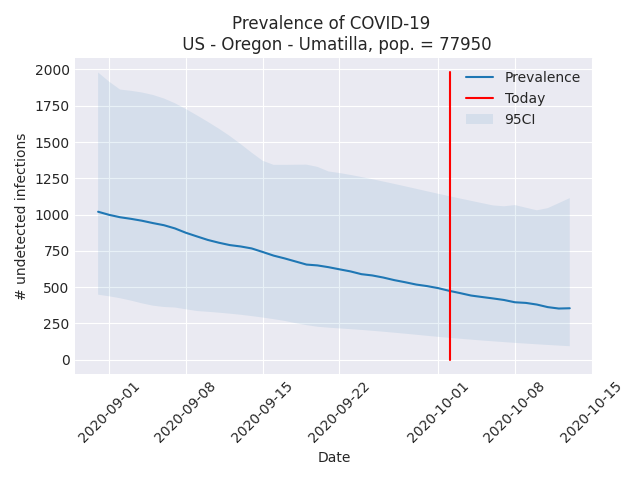 Prevalence of COVID-19
US - Oregon - Umatilla, pop. = 77950
2000
1750
1500
1250
1000
750
500
250
0
# undetected infections
Prevalence
Today
95CI
2020-09-01
2020-09-08
2020-09-15
2020-09-22
2020-10-01
2020-10-08
2020-10-15
Date